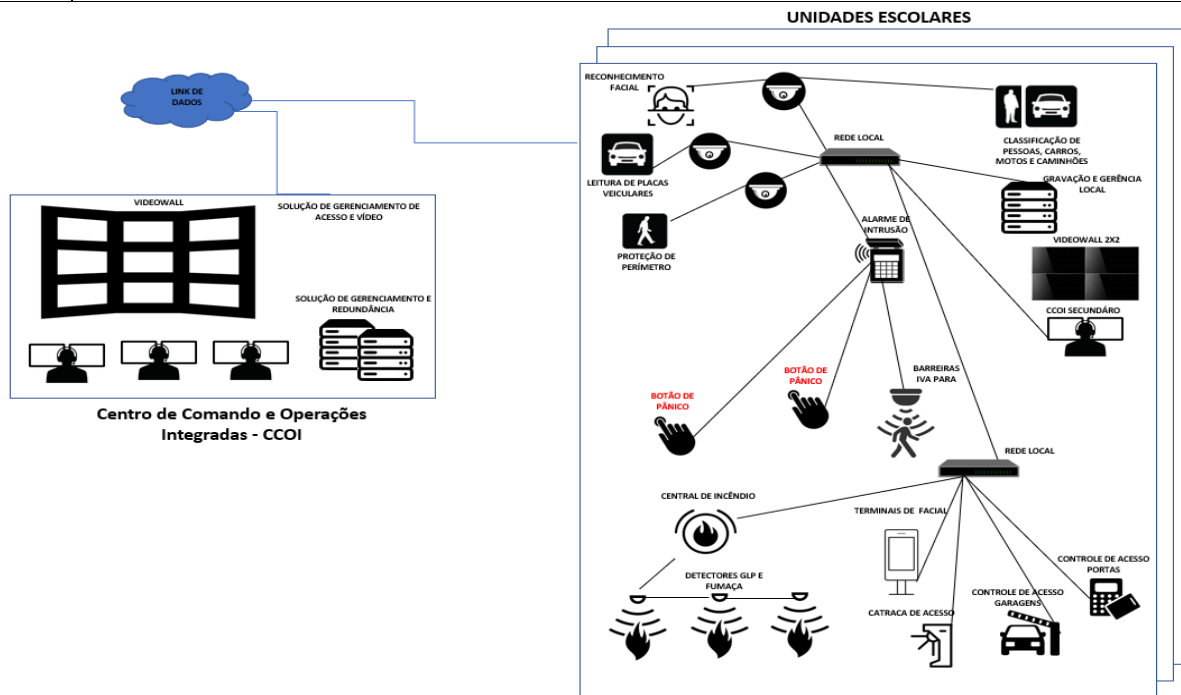 UNIDADES ESCOLARES
LINK DE
DADOS
VIDEOWALL
SOLUÇÃO DE GERENCIAMENTO DE
ACESSO E VÍDEO
SOLUÇÃO DE GERENCIAMENTO E
REDUNDÂNCIA
Centro de Comando e Operações
Integradas - CCOI
RECONHECIMENTO
FACIAL
CLASSIFICAÇÃO DE
PESSOAS, CARROS,
MOTOS E CAMINHÕES
REDE LOCAL
LEITURA DE PLACAS
VEICULARES
GRAVAÇÃO E GERÊNCIA
LOCAL
PROTEÇÃO DE
PERÍMETRO
ALARME DE
INTRUSÃO
VIDEOWALL 2X2
CCOI SECUNDÁRO
BOTÃO DE
PÂNICO
BOTÃO DE
PÂNICO
BARREIRAS
IVA PARA
REDE LOCAL
CENTRAL DE INCÊNDIO
TERMINAIS DE FACIAL
DETECTORES GLP E
FUMAÇA
CONTROLE DE ACESSO
PORTAS
CONTROLE DE ACESSO
GARAGENS
CATRACA DE ACESSO